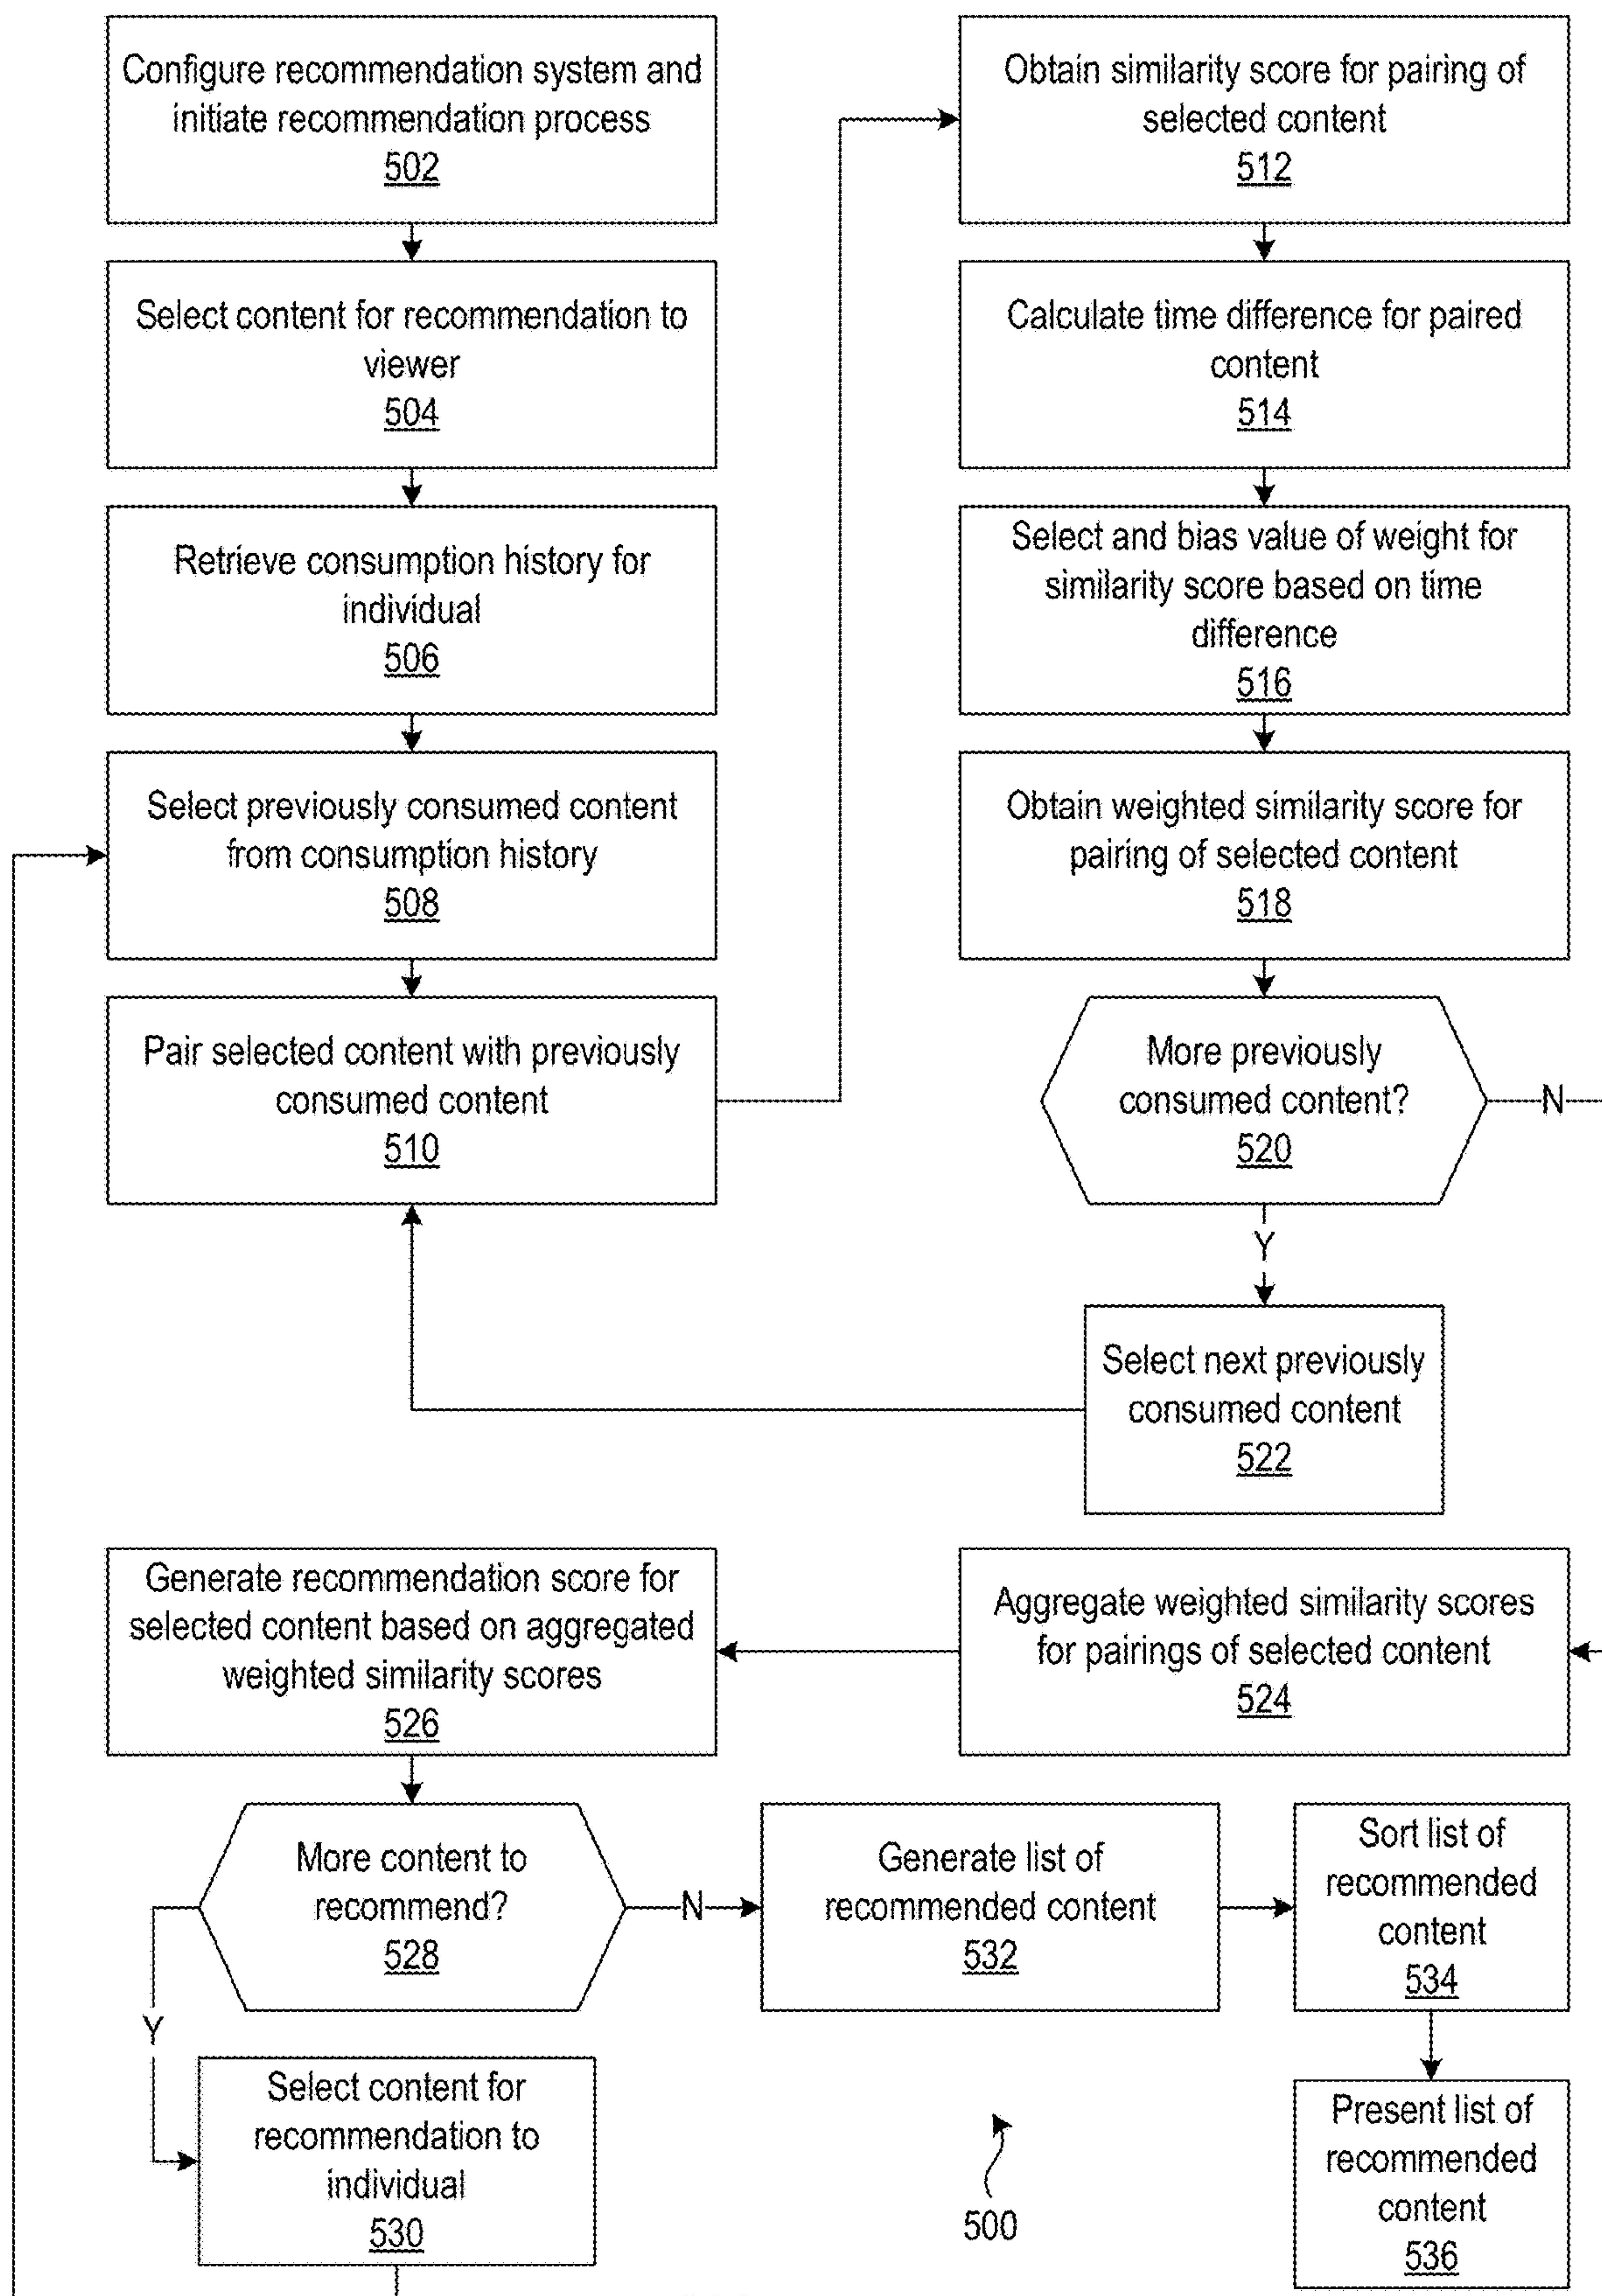 Configure recommendation system and
initiate recommendation process
502
Select content for recommendation to
viewer
504
Retrieve consumption history for
individual
506
Select previously consumed content
from consumption history
508
Pair selected content with previously
consumed content
510
Obtain similarity score for pairing of
selected content
512
Calculate time difference for paired
content
514
Select and bias value of weight for
similarity score based on time
difference
516
Obtain weighted similarity score for
pairing of selected content
518
More previously
consumed content?
520
N
Y
Select next previously
consumed content
522
Aggregate weighted similarity scores
for pairings of selected content
524
Generate recommendation score for
selected content based on aggregated
weighted similarity scores
526
More content to
recommend?
528
N
Y
Select content for
recommendation to
individual
530
Generate list of
recommended content
532
Sort list of
recommended
content
534
Present list of
recommended
content
536
500